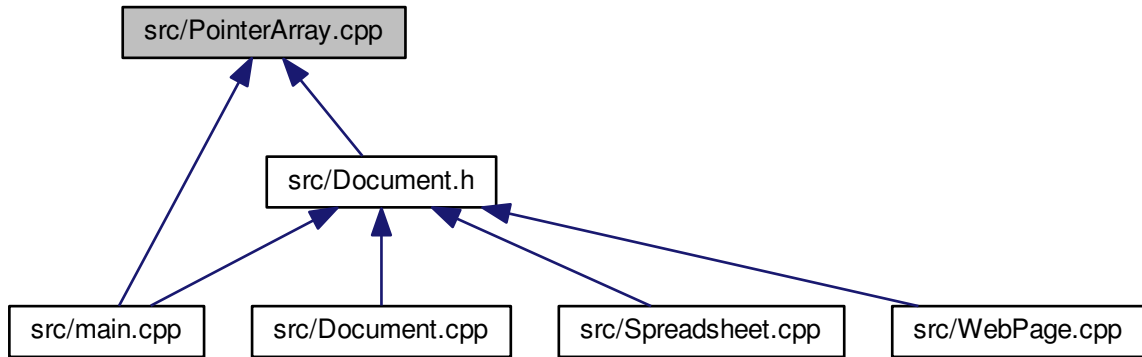 src/PointerArray.cpp
src/Document.h
src/main.cpp
src/Document.cpp
src/Spreadsheet.cpp
src/WebPage.cpp